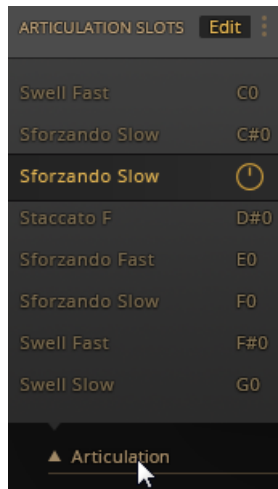 ARTICULATION SLOTS Edit
Swell Fast C0
Sforzando Slow C#0
Sforzando Slow
Staccato F D#0
Sforzando Fast E0
Sforzando Slow F0
Swell Fast F#0
Swell Slow G0
Articulation